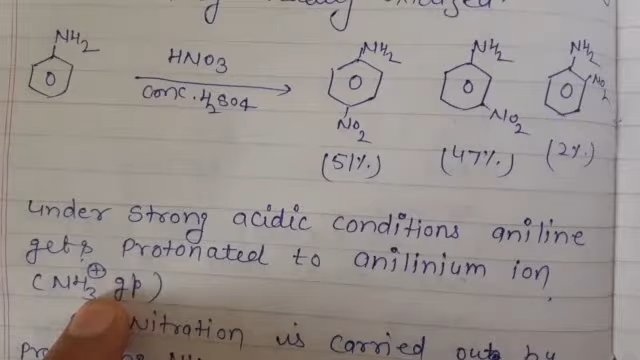 NH2 HNO3 NH2 NH2 NH2
conc. H2SO4 NO2
NO2 NO2
(51%.) (47%.) (2%.)
under strong acidic conditions aniline
gets protonated to anilinium ion
(NH3⊕ gp)
Nitration is carried out by